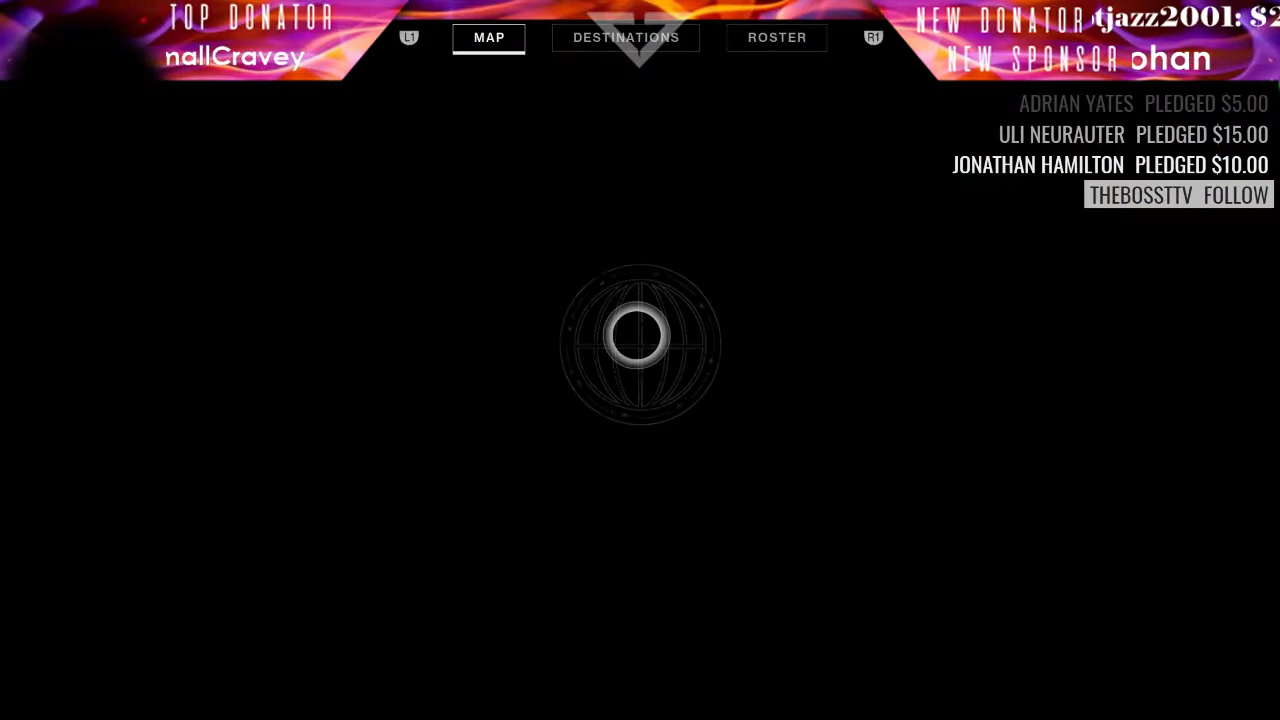 TOP DONATOR
nallCravey
L1 MAP DESTINATIONS ROSTER R1
NEW DONATOR tjazz2001: $2
NEW SPONSOR ohan
ADRIAN YATES PLEDGED $5.00
ULI NEURAUTER PLEDGED $15.00
JONATHAN HAMILTON PLEDGED $10.00
THEBOSSTTV FOLLOW